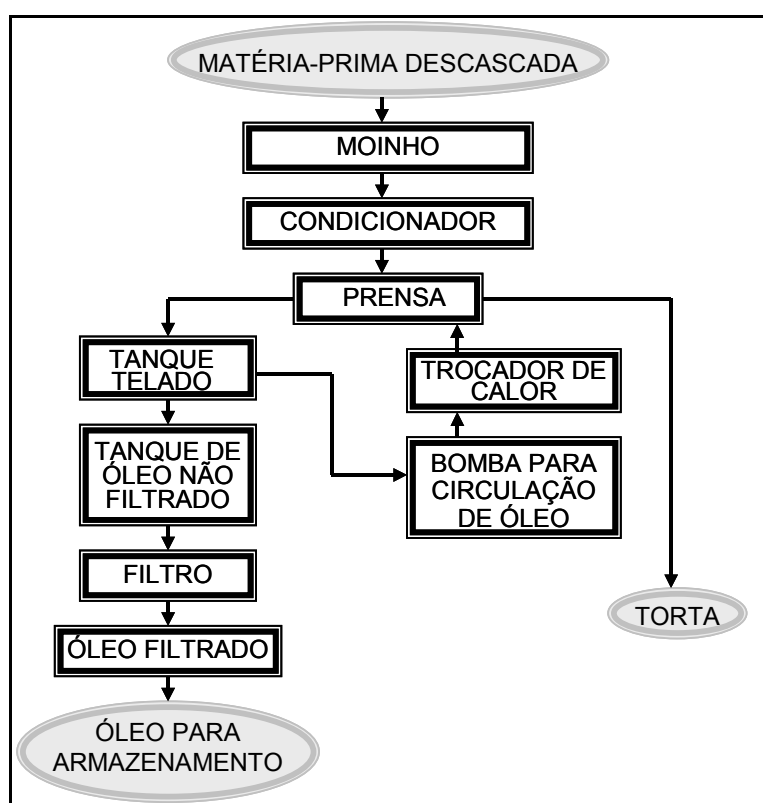 MATÉRIA-PRIMA DESCASCADA
MOINHO
CONDICIONADOR
PRENSA
TANQUE
TELADO
TROCADOR DE
CALOR
TANQUE DE
ÓLEO NÃO
FILTRADO
BOMBA PARA
CIRCULAÇÃO
DE ÓLEO
FILTRO
TORTA
ÓLEO FILTRADO
ÓLEO PARA
ARMAZENAMENTO